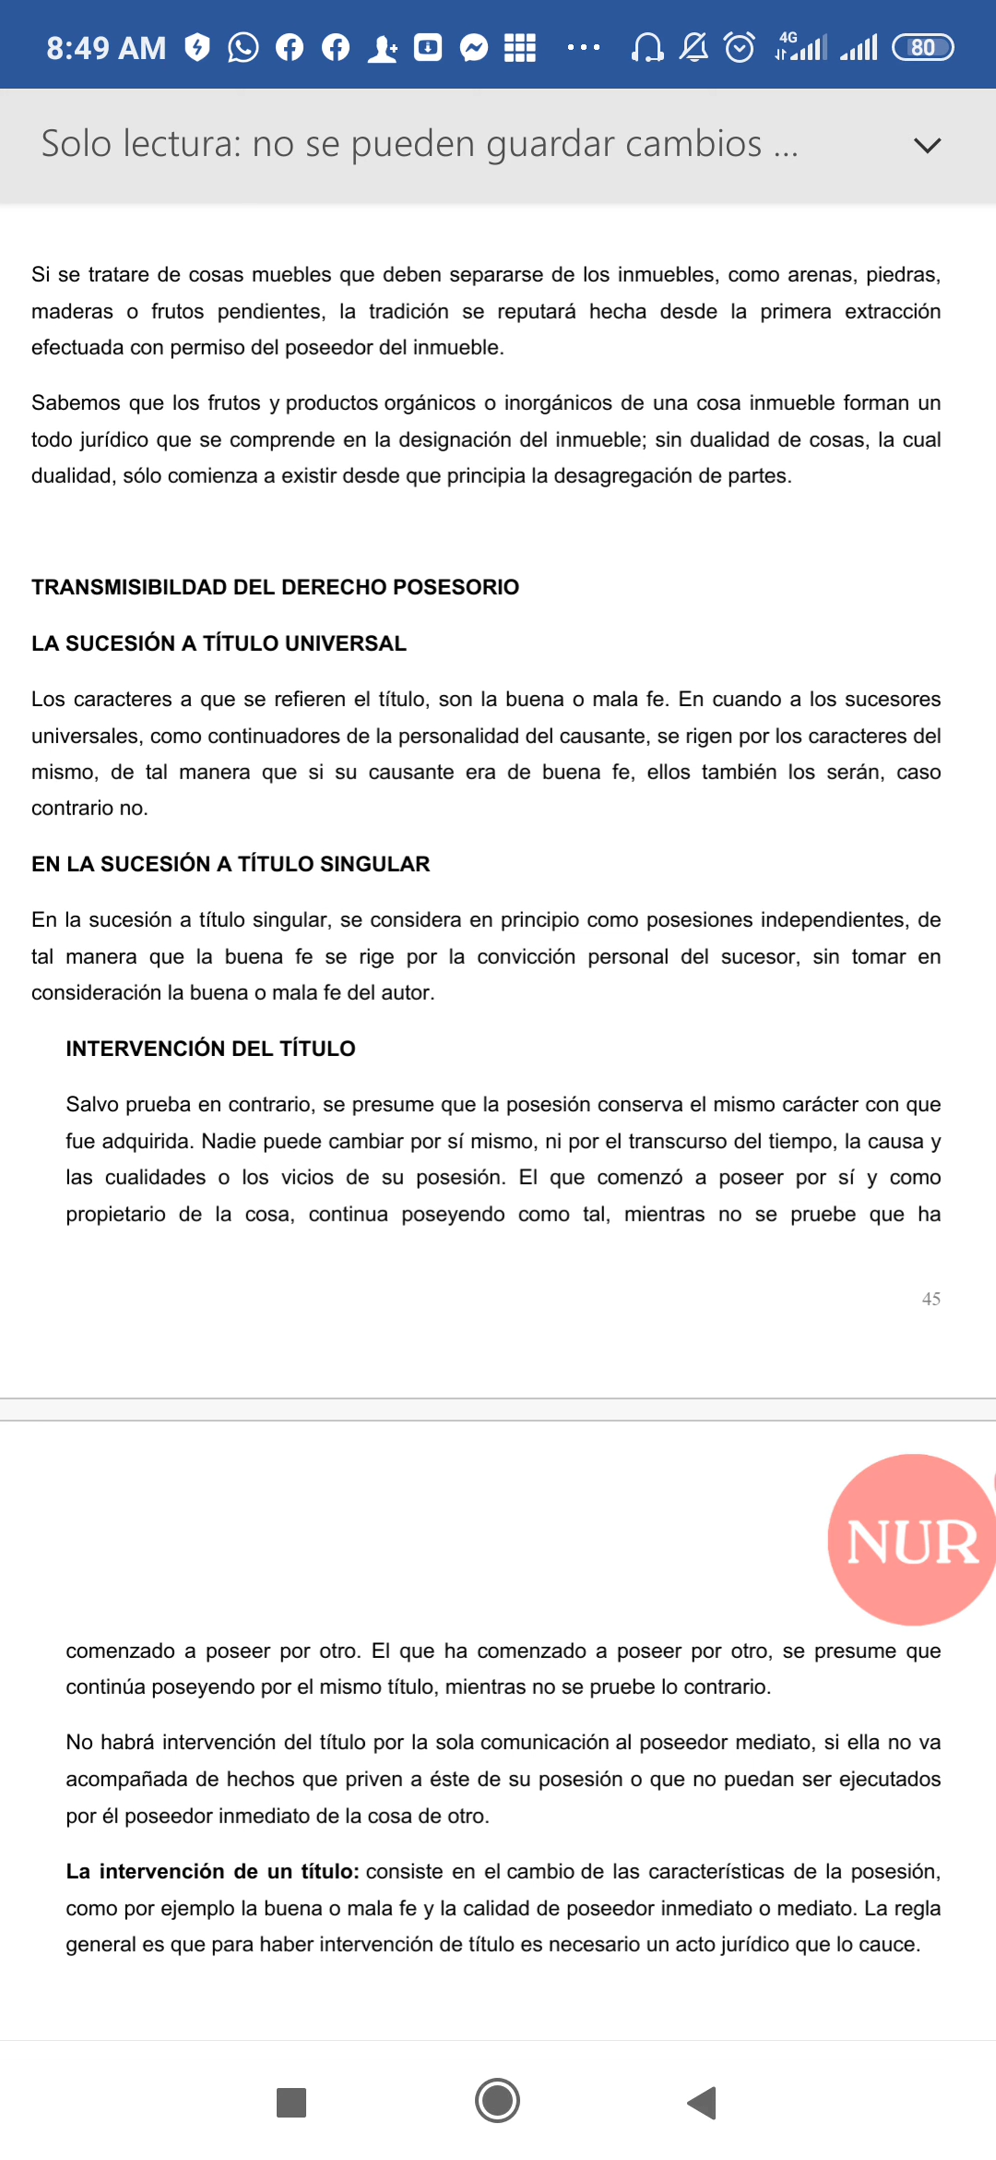 8:49 AM
4G
80
Solo lectura: no se pueden guardar cambios ...
Si se tratare de cosas muebles que deben separarse de los inmuebles, como arenas, piedras,
maderas o frutos pendientes, la tradición se reputará hecha desde la primera extracción
efectuada con permiso del poseedor del inmueble.
Sabemos que los frutos y productos orgánicos o inorgánicos de una cosa inmueble forman un
todo jurídico que se comprende en la designación del inmueble; sin dualidad de cosas, la cual
dualidad, sólo comienza a existir desde que principia la desagregación de partes.
TRANSMISIBILDAD DEL DERECHO POSESORIO
LA SUCESIÓN A TÍTULO UNIVERSAL
Los caracteres a que se refieren el título, son la buena o mala fe. En cuando a los sucesores
universales, como continuadores de la personalidad del causante, se rigen por los caracteres del
mismo, de tal manera que si su causante era de buena fe, ellos también los serán, caso
contrario no.
EN LA SUCESIÓN A TÍTULO SINGULAR
En la sucesión a título singular, se considera en principio como posesiones independientes, de
tal manera que la buena fe se rige por la convicción personal del sucesor, sin tomar en
consideración la buena o mala fe del autor.
INTERVENCIÓN DEL TÍTULO
Salvo prueba en contrario, se presume que la posesión conserva el mismo carácter con que
fue adquirida. Nadie puede cambiar por sí mismo, ni por el transcurso del tiempo, la causa y
las cualidades o los vicios de su posesión. El que comenzó a poseer por sí y como
propietario de la cosa, continua poseyendo como tal, mientras no se pruebe que ha
45
NUR
comenzado a poseer por otro. El que ha comenzado a poseer por otro, se presume que
continúa poseyendo por el mismo título, mientras no se pruebe lo contrario.
No habrá intervención del título por la sola comunicación al poseedor mediato, si ella no va
acompañada de hechos que priven a éste de su posesión o que no puedan ser ejecutados
por él poseedor inmediato de la cosa de otro.
La intervención de un título: consiste en el cambio de las características de la posesión,
como por ejemplo la buena o mala fe y la calidad de poseedor inmediato o mediato. La regla
general es que para haber intervención de título es necesario un acto jurídico que lo cauce.